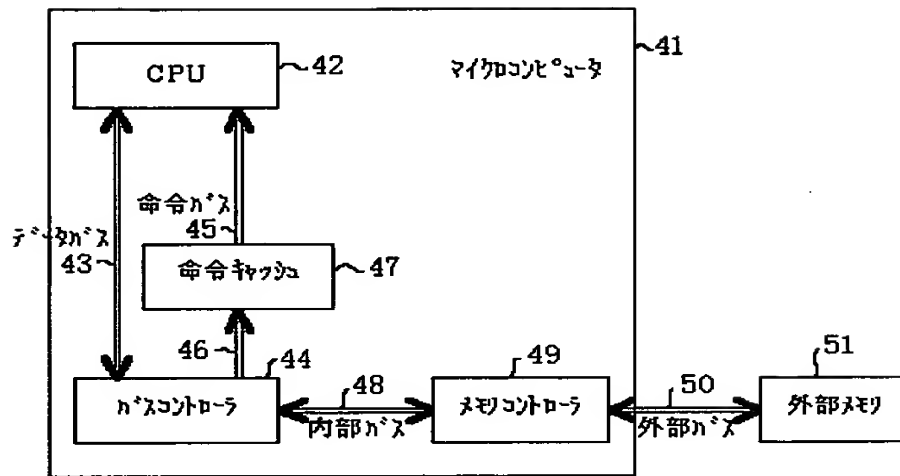 41
CPU
42
マイクロコンピュータ
命令バス
45
データバス
43
命令キャッシュ
47
46
44
49
51
バスコントローラ
48
内部バス
メモリコントローラ
50
外部バス
外部メモリ